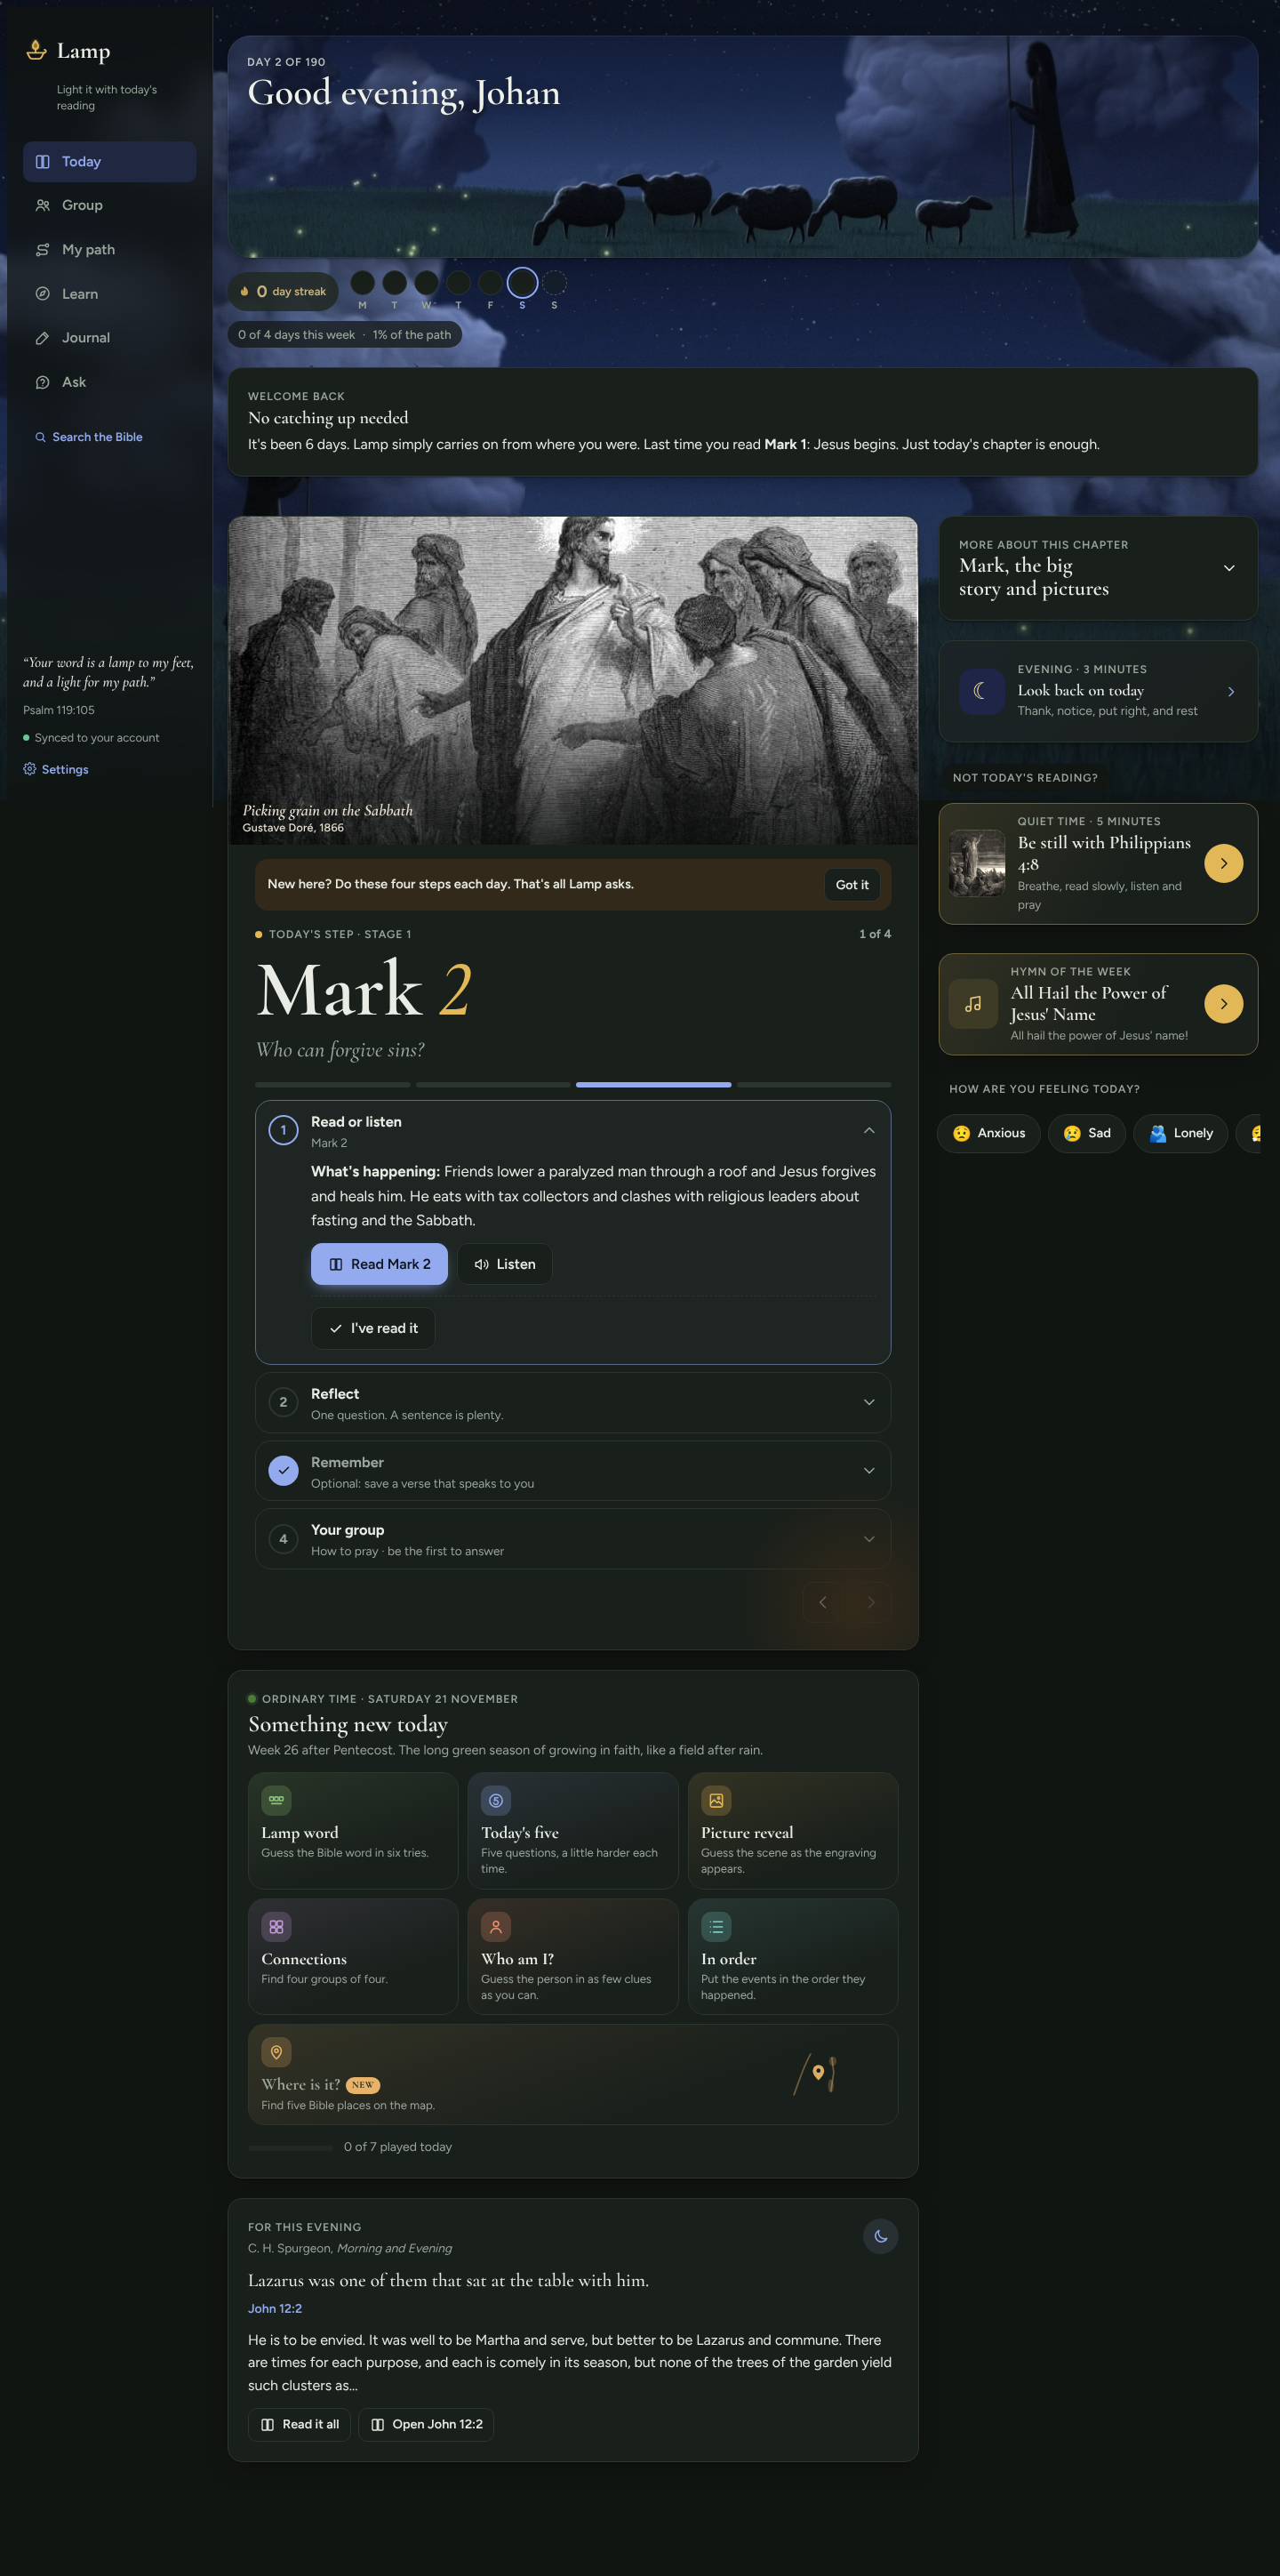 Lamp
Light it with today's
reading
Today
Group
My path
Learn
Journal
Ask
Search the Bible
“Your word is a lamp to my feet,
and a light for my path.”
Psalm 119:105
Synced to your account
Settings
DAY 2 OF 190
Good evening, Johan
0 day streak
M T W T F S S
0 of 4 days this week · 1% of the path
WELCOME BACK
No catching up needed
It's been 6 days. Lamp simply carries on from where you were. Last time you read Mark 1: Jesus begins. Just today's chapter is enough.
Picking grain on the Sabbath
Gustave Doré, 1866
New here? Do these four steps each day. That's all Lamp asks.
Got it
TODAY'S STEP · STAGE 1
1 of 4
Mark 2
Who can forgive sins?
1
Read or listen
Mark 2
What's happening: Friends lower a paralyzed man through a roof and Jesus forgives
and heals him. He eats with tax collectors and clashes with religious leaders about
fasting and the Sabbath.
Read Mark 2
Listen
I've read it
2
Reflect
One question. A sentence is plenty.
Remember
Optional: save a verse that speaks to you
4
Your group
How to pray · be the first to answer
MORE ABOUT THIS CHAPTER
Mark, the big
story and pictures
EVENING · 3 MINUTES
Look back on today
Thank, notice, put right, and rest
NOT TODAY'S READING?
QUIET TIME · 5 MINUTES
Be still with Philippians
4:8
Breathe, read slowly, listen and
pray
HYMN OF THE WEEK
All Hail the Power of
Jesus' Name
All hail the power of Jesus' name!
HOW ARE YOU FEELING TODAY?
Anxious
Sad
Lonely
ORDINARY TIME · SATURDAY 21 NOVEMBER
Something new today
Week 26 after Pentecost. The long green season of growing in faith, like a field after rain.
Lamp word
Guess the Bible word in six tries.
5
Today's five
Five questions, a little harder each
time.
Picture reveal
Guess the scene as the engraving
appears.
Connections
Find four groups of four.
Who am I?
Guess the person in as few clues
as you can.
In order
Put the events in the order they
happened.
Where is it? NEW
Find five Bible places on the map.
0 of 7 played today
FOR THIS EVENING
C. H. Spurgeon, Morning and Evening
Lazarus was one of them that sat at the table with him.
John 12:2
He is to be envied. It was well to be Martha and serve, but better to be Lazarus and commune. There
are times for each purpose, and each is comely in its season, but none of the trees of the garden yield
such clusters as…
Read it all
Open John 12:2